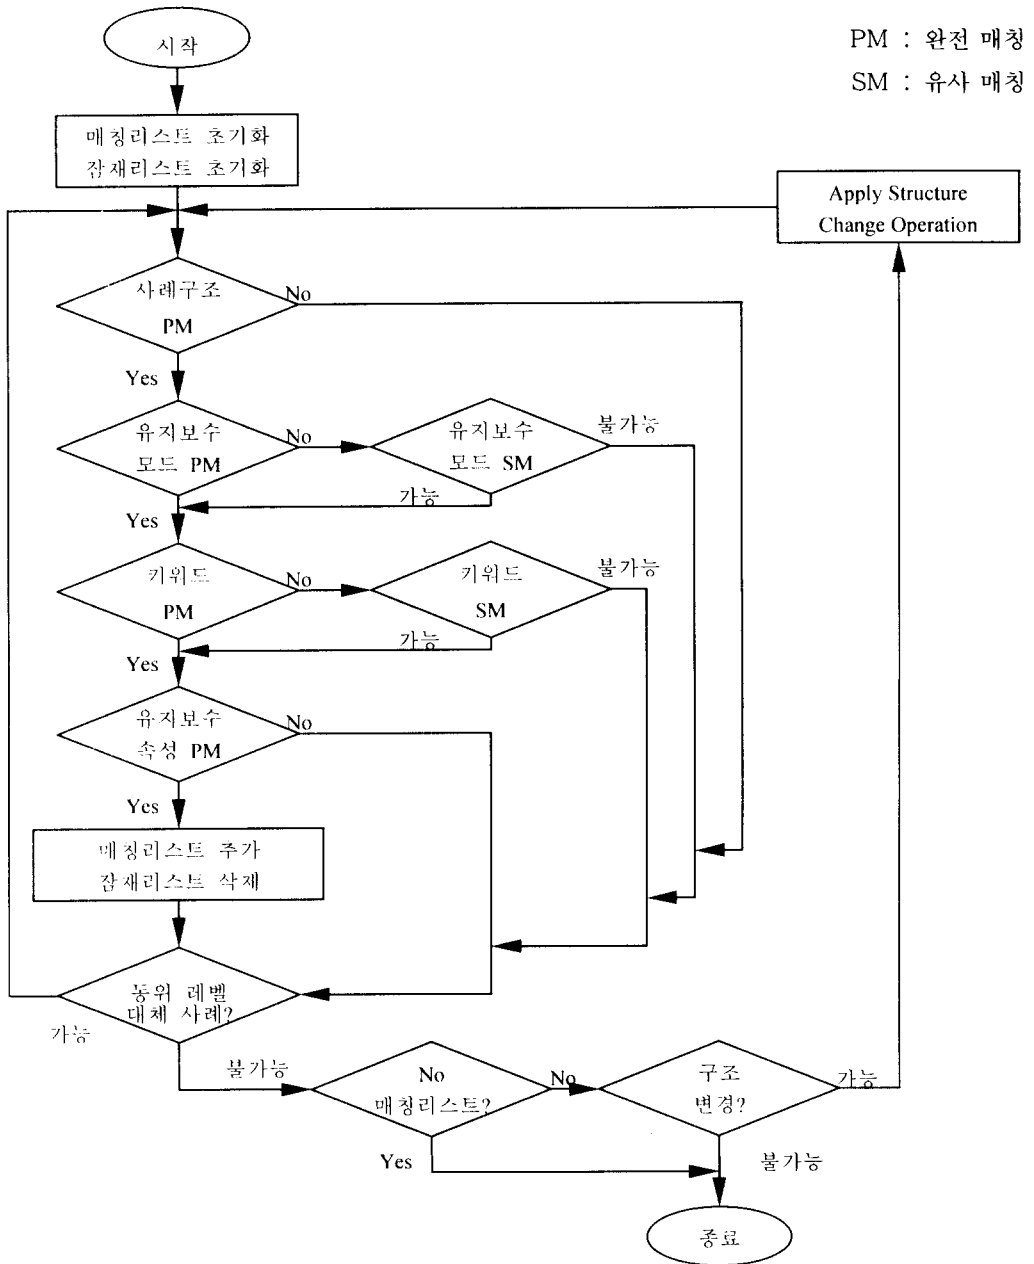 시작
PM : 완전 매칭
SM : 유사 매칭
매칭리스트 초기화
잠재리스트 초기화
Apply Structure
Change Operation
사례구조
PM
No
Yes
유지보수
모드 PM
No
유지보수
모드 SM
불가능
가능
Yes
키워드
PM
No
키워드
SM
불가능
가능
Yes
유지보수
속성 PM
No
Yes
매칭리스트 추가
잠재리스트 삭제
동위 레벨
대체 사례?
가능
불가능
No
매칭리스트?
No
구조
변경?
가능
Yes
불가능
종료